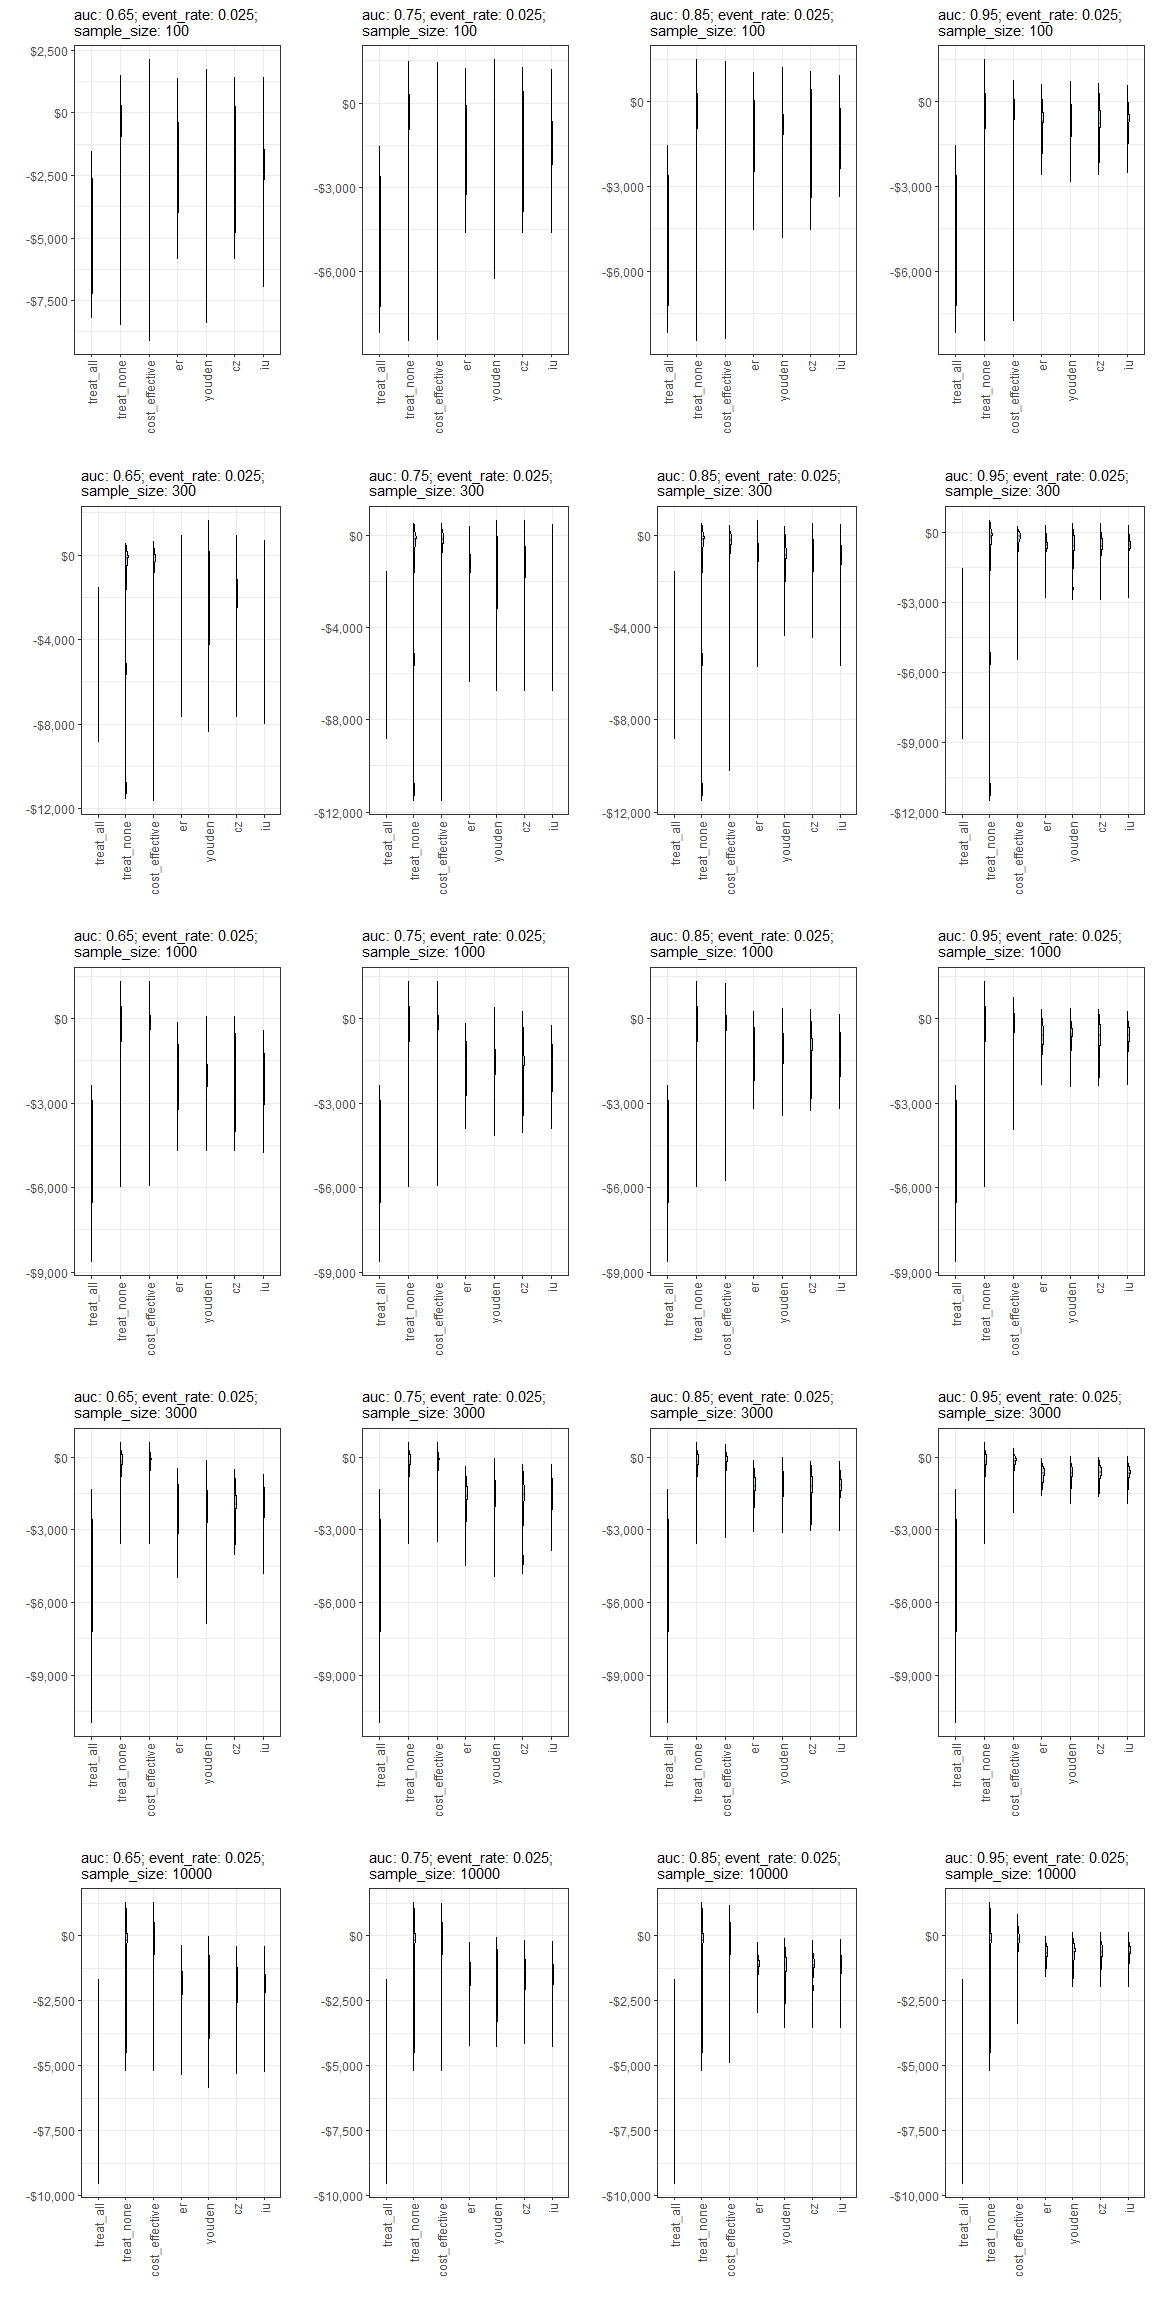 auc: 0.65; event_rate: 0.025;
sample_size: 100
$2,500
$0
-$2,500
-$5,000
-$7,500
treat_all
treat_none
cost_effective
er
youden
cz
iu
auc: 0.75; event_rate: 0.025;
sample_size: 100
$0
-$3,000
-$6,000
treat_all
treat_none
cost_effective
er
youden
cz
iu
auc: 0.85; event_rate: 0.025;
sample_size: 100
$0
-$3,000
-$6,000
treat_all
treat_none
cost_effective
er
youden
cz
iu
auc: 0.95; event_rate: 0.025;
sample_size: 100
$0
-$3,000
-$6,000
treat_all
treat_none
cost_effective
er
youden
cz
iu
auc: 0.65; event_rate: 0.025;
sample_size: 300
$0
-$4,000
-$8,000
-$12,000
treat_all
treat_none
cost_effective
er
youden
cz
iu
auc: 0.75; event_rate: 0.025;
sample_size: 300
$0
-$4,000
-$8,000
-$12,000
treat_all
treat_none
cost_effective
er
youden
cz
iu
auc: 0.85; event_rate: 0.025;
sample_size: 300
$0
-$4,000
-$8,000
-$12,000
treat_all
treat_none
cost_effective
er
youden
cz
iu
auc: 0.95; event_rate: 0.025;
sample_size: 300
$0
-$3,000
-$6,000
-$9,000
-$12,000
treat_all
treat_none
cost_effective
er
youden
cz
iu
auc: 0.65; event_rate: 0.025;
sample_size: 1000
$0
-$3,000
-$6,000
-$9,000
treat_all
treat_none
cost_effective
er
youden
cz
iu
auc: 0.75; event_rate: 0.025;
sample_size: 1000
$0
-$3,000
-$6,000
-$9,000
treat_all
treat_none
cost_effective
er
youden
cz
iu
auc: 0.85; event_rate: 0.025;
sample_size: 1000
$0
-$3,000
-$6,000
-$9,000
treat_all
treat_none
cost_effective
er
youden
cz
iu
auc: 0.95; event_rate: 0.025;
sample_size: 1000
$0
-$3,000
-$6,000
-$9,000
treat_all
treat_none
cost_effective
er
youden
cz
iu
auc: 0.65; event_rate: 0.025;
sample_size: 3000
$0
-$3,000
-$6,000
-$9,000
treat_all
treat_none
cost_effective
er
youden
cz
iu
auc: 0.75; event_rate: 0.025;
sample_size: 3000
$0
-$3,000
-$6,000
-$9,000
treat_all
treat_none
cost_effective
er
youden
cz
iu
auc: 0.85; event_rate: 0.025;
sample_size: 3000
$0
-$3,000
-$6,000
-$9,000
treat_all
treat_none
cost_effective
er
youden
cz
iu
auc: 0.95; event_rate: 0.025;
sample_size: 3000
$0
-$3,000
-$6,000
-$9,000
treat_all
treat_none
cost_effective
er
youden
cz
iu
auc: 0.65; event_rate: 0.025;
sample_size: 10000
$0
-$2,500
-$5,000
-$7,500
-$10,000
treat_all
treat_none
cost_effective
er
youden
cz
iu
auc: 0.75; event_rate: 0.025;
sample_size: 10000
$0
-$2,500
-$5,000
-$7,500
-$10,000
treat_all
treat_none
cost_effective
er
youden
cz
iu
auc: 0.85; event_rate: 0.025;
sample_size: 10000
$0
-$2,500
-$5,000
-$7,500
-$10,000
treat_all
treat_none
cost_effective
er
youden
cz
iu
auc: 0.95; event_rate: 0.025;
sample_size: 10000
$0
-$2,500
-$5,000
-$7,500
-$10,000
treat_all
treat_none
cost_effective
er
youden
cz
iu